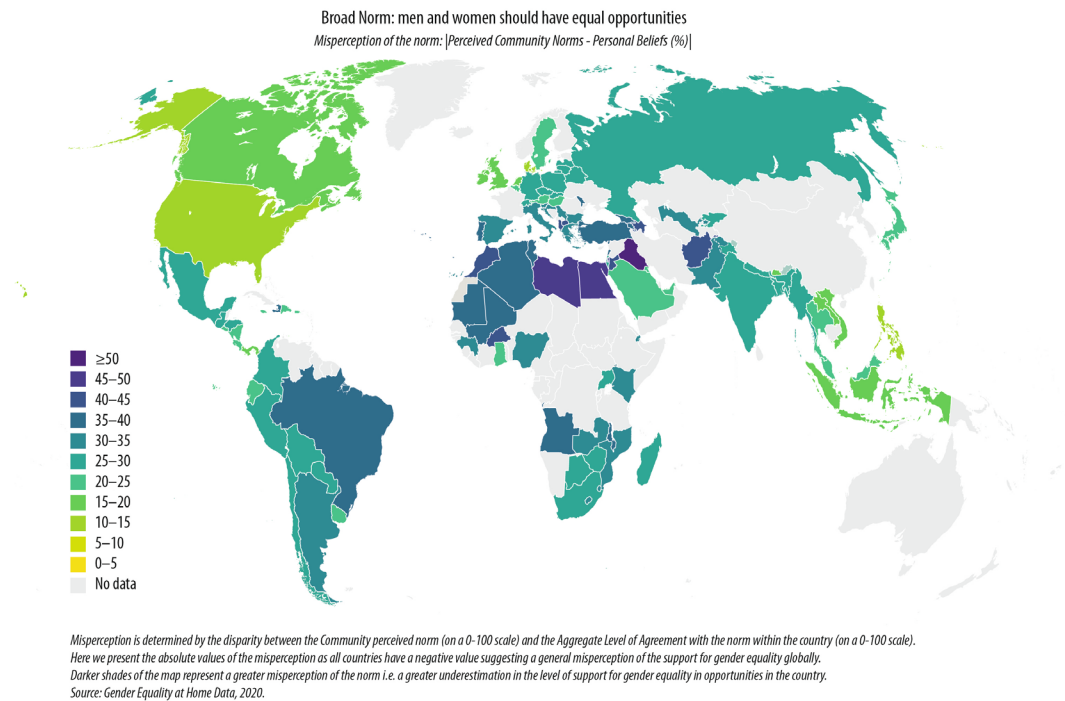 Broad Norm: men and women should have equal opportunities
Misperception of the norm: |Perceived Community Norms - Personal Beliefs (%)|
≥50
45–50
40–45
35–40
30–35
25–30
20–25
15–20
10–15
5–10
0–5
No data
Misperception is determined by the disparity between the Community perceived norm (on a 0-100 scale) and the Aggregate Level of Agreement with the norm within the country (on a 0-100 scale).
Here we present the absolute values of the misperception as all countries have a negative value suggesting a general misperception of the support for gender equality globally.
Darker shades of the map represent a greater misperception of the norm i.e. a greater underestimation in the level of support for gender equality in opportunities in the country.
Source: Gender Equality at Home Data, 2020.